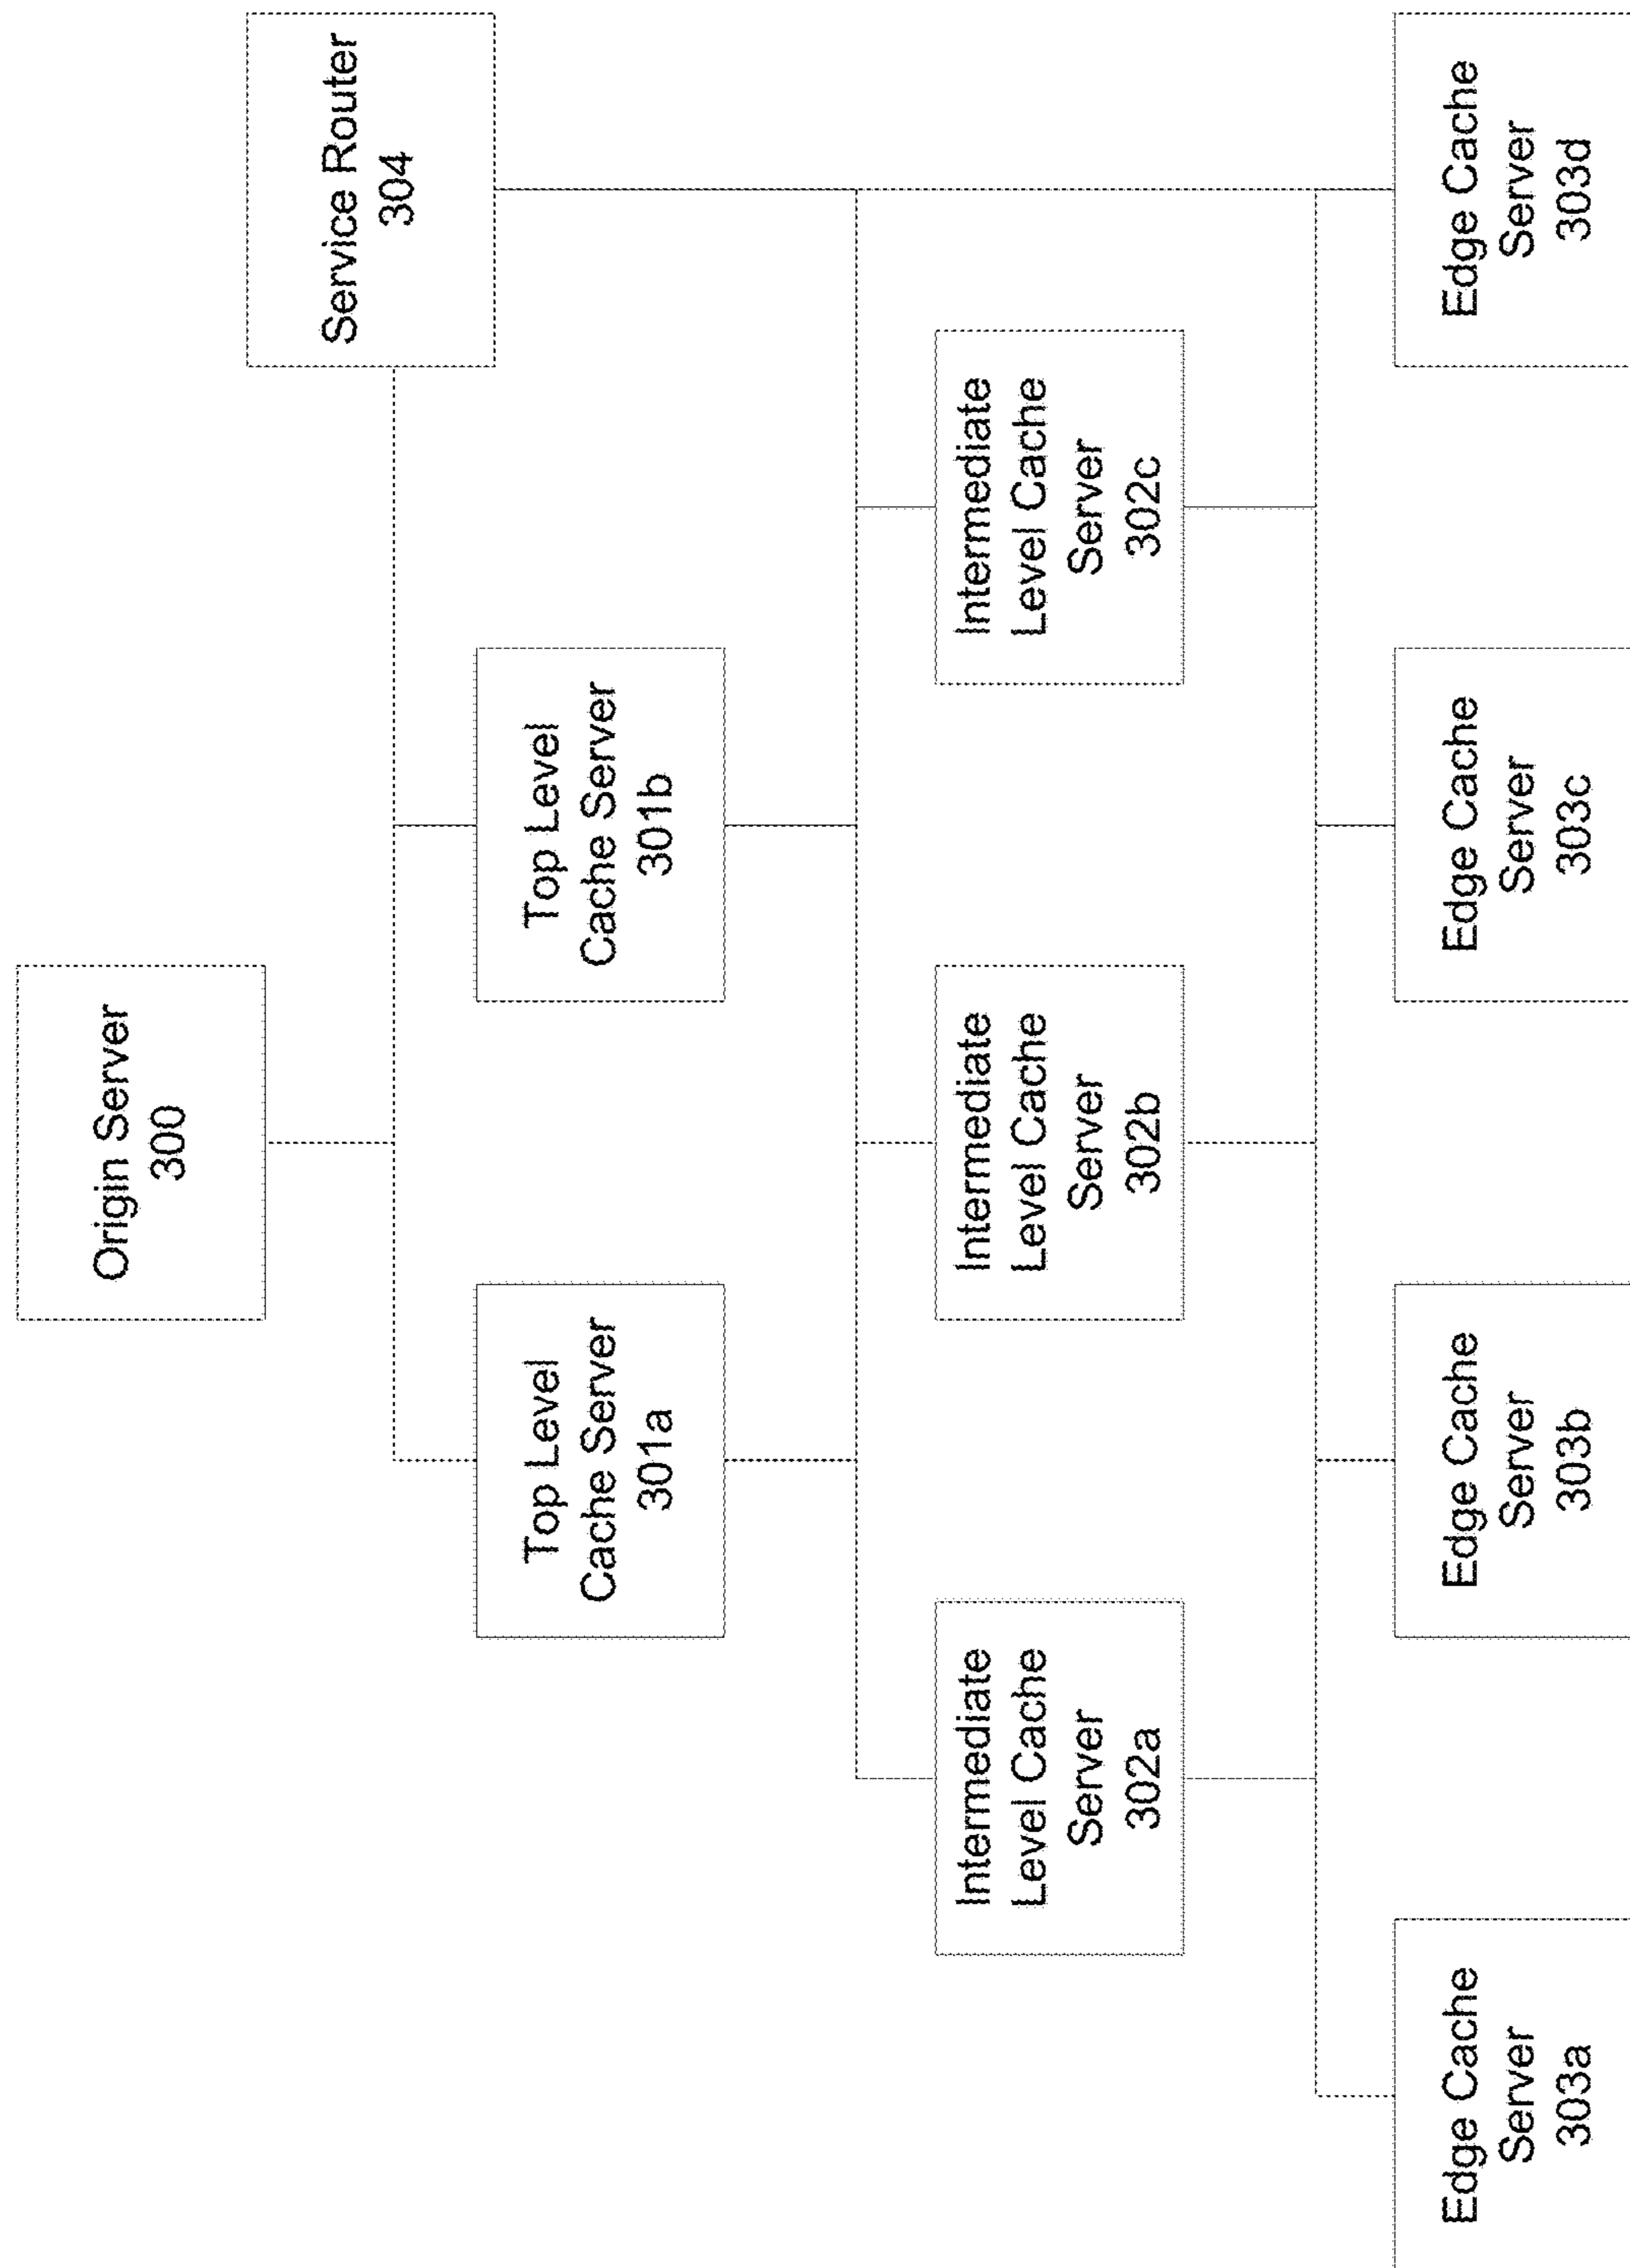 Origin Server
300
Service Router
304
Top Level
Cache Server
301a
Top Level
Cache Server
301b
Intermediate
Level Cache
Server
302a
Intermediate
Level Cache
Server
302b
Intermediate
Level Cache
Server
302c
Edge Cache
Server
303a
Edge Cache
Server
303b
Edge Cache
Server
303c
Edge Cache
Server
303d